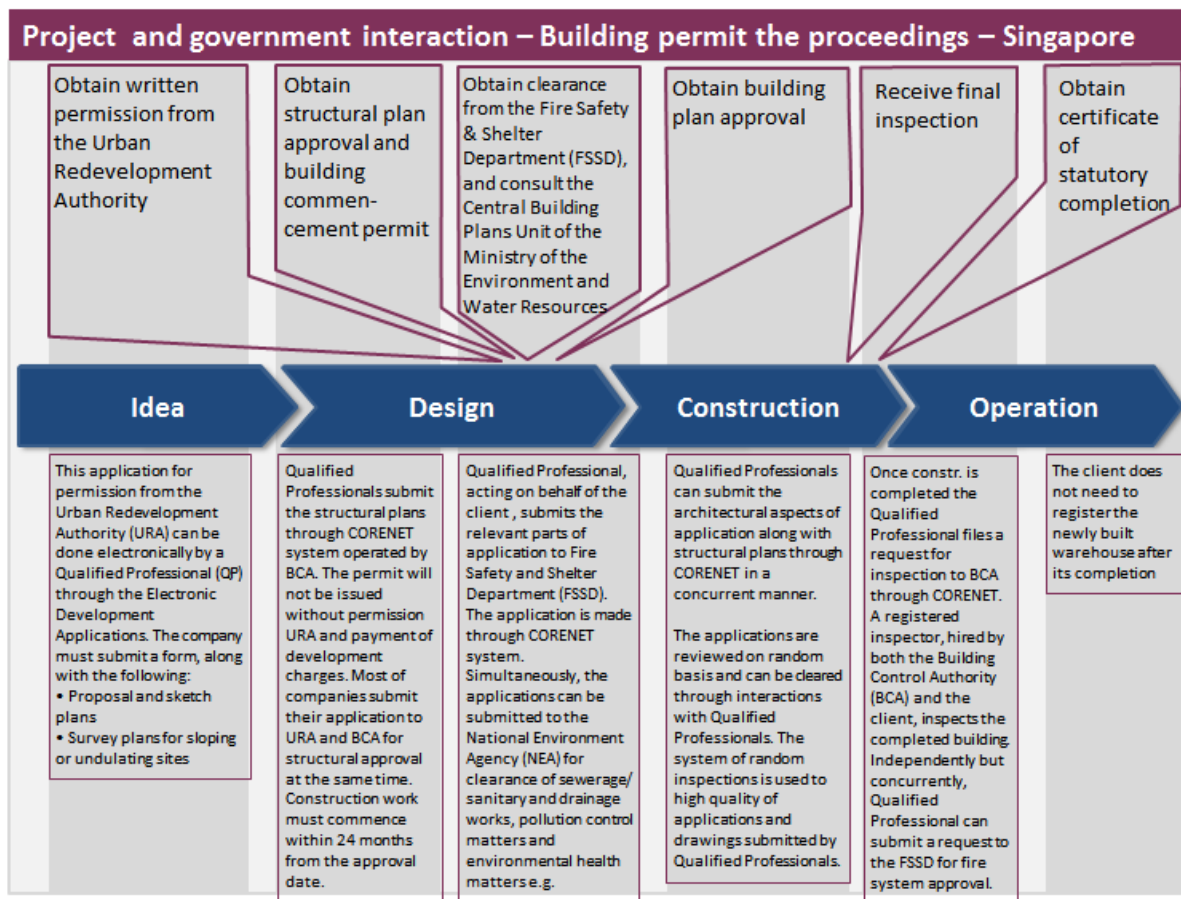 Project and government interaction – Building permit the proceedings – Singapore
Obtain written
permission from
the Urban
Redevelopment
Authority
Obtain
structural plan
approval and
building
commen-
cement permit
Obtain clearance
from the Fire Safety
& Shelter
Department (FSSD),
and consult the
Central Building
Plans Unit of the
Ministry of the
Environment and
Water Resources
Obtain building
plan approval
Receive final
inspection
Obtain
certificate
of
statutory
completion
Idea
Design
Construction
Operation
This application for
permission from the
Urban Redevelopment
Authority (URA) can be
done electronically by a
Qualified Professional (QP)
through the Electronic
Development
Applications. The company
must submit a form, along
with the following:
• Proposal and sketch
plans
• Survey plans for sloping
or undulating sites
Qualified
Professionals submit
the structural plans
through CORENET
system operated by
BCA. The permit will
not be issued
without permission
URA and payment of
development
charges. Most of
companies submit
their application to
URA and BCA for
structural approval
at the same time.
Construction work
must commence
within 24 months
from the approval
date.
Qualified Professional,
acting on behalf of the
client , submits the
relevant parts of
application to Fire
Safety and Shelter
Department (FSSD).
The application is made
through CORENET
system.
Simultaneously, the
applications can be
submitted to the
National Environment
Agency (NEA) for
clearance of sewerage/
sanitary and drainage
works, pollution control
matters and
environmental health
matters e.g.
Qualified Professionals
can submit the
architectural aspects of
application along with
structural plans through
CORENET in a
concurrent manner.
The applications are
reviewed on random
basis and can be cleared
through interactions
with Qualified
Professionals. The
system of random
inspections is used to
high quality of
applications and
drawings submitted by
Qualified Professionals.
Once constr. is
completed the
Qualified
Professional files a
request for
inspection to BCA
through CORENET.
A registered
inspector, hired by
both the Building
Control Authority
(BCA) and the
client, inspects the
completed building.
Independently but
concurrently,
Qualified
Professional can
submit a request to
the FSSD for fire
system approval.
The client does
not need to
register the
newly built
warehouse after
its completion